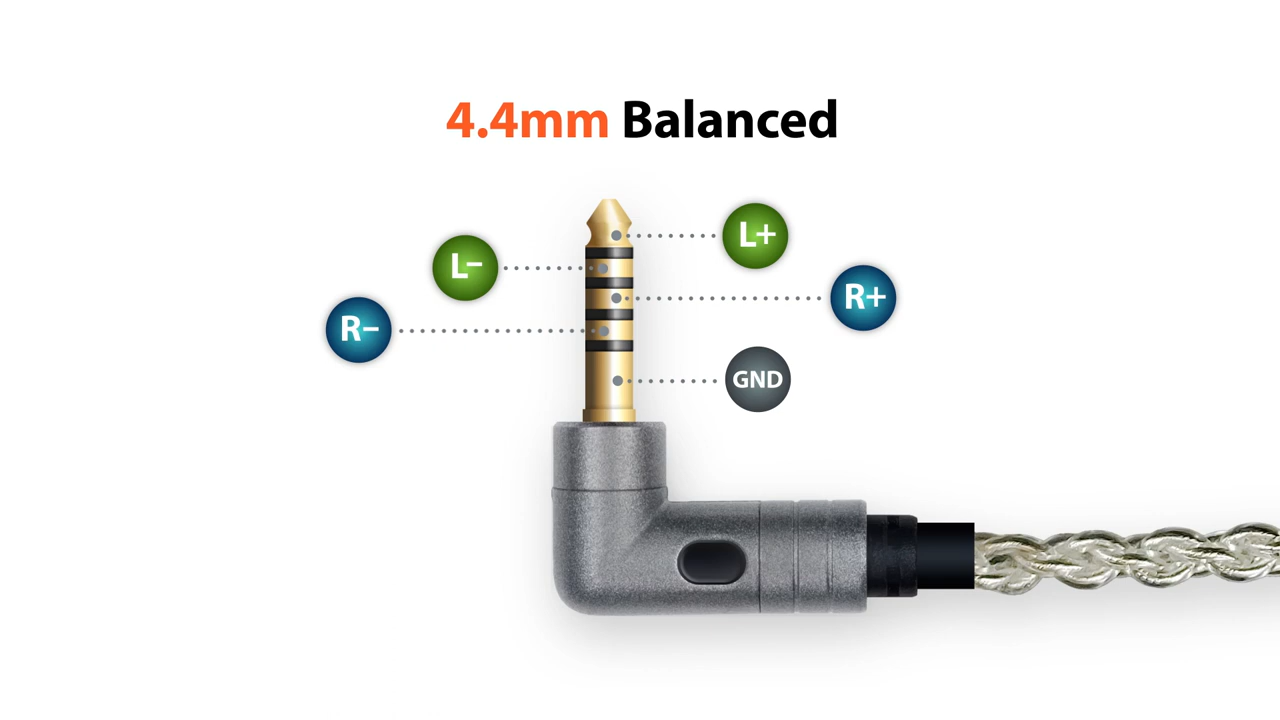 4.4mm Balanced
L+
L−
R+
R−
GND